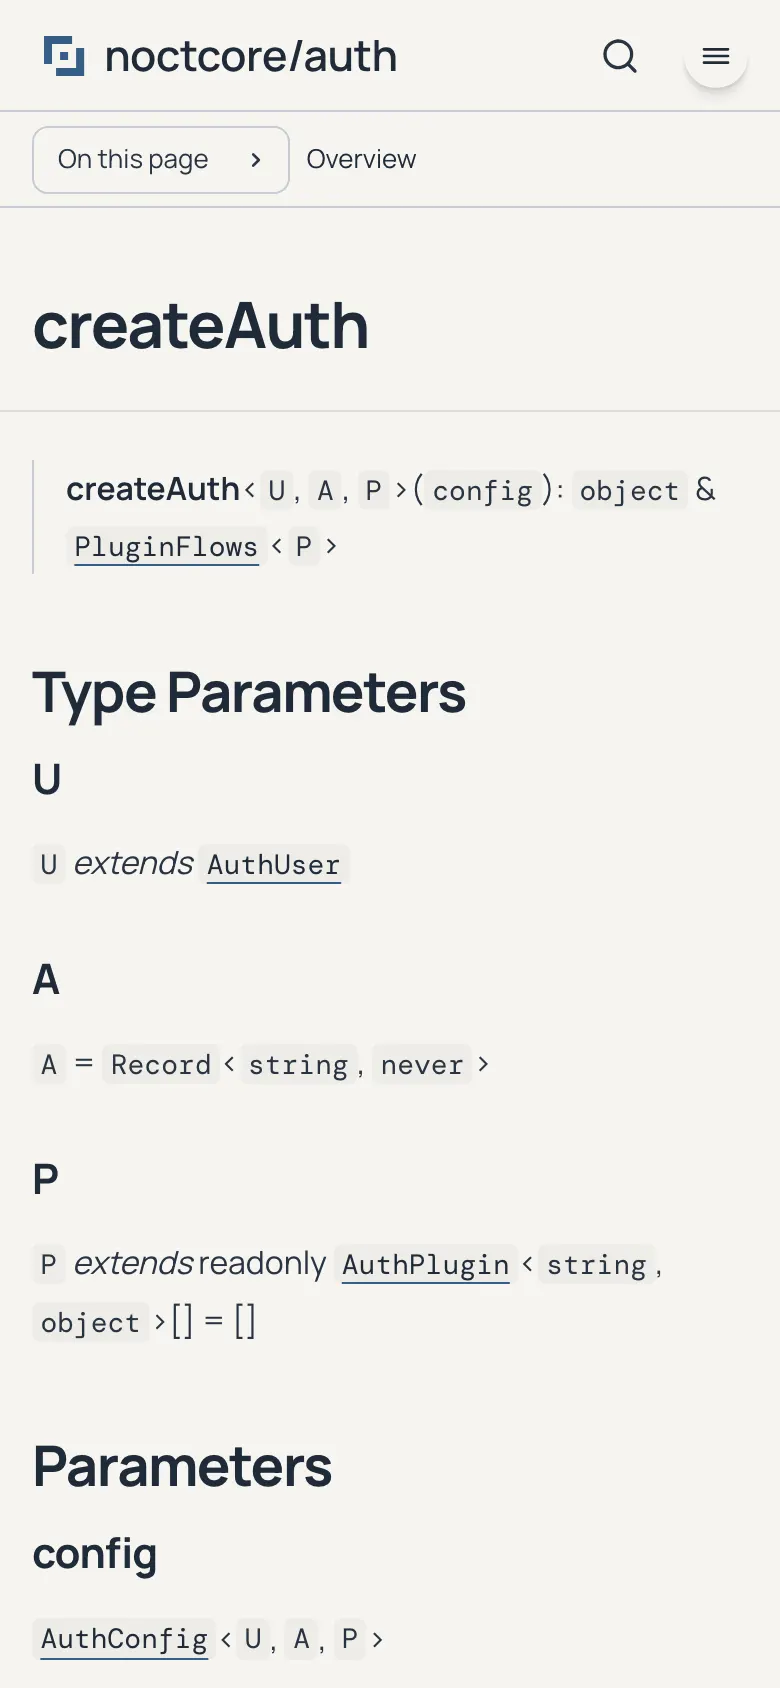 noctcore/auth
On this page
Overview
createAuth
createAuth<U, A, P>(config): object &
PluginFlows<P>
Type Parameters
U
U extends AuthUser
A
A = Record<string, never>
P
P extends readonly AuthPlugin<string,
object>[] = []
Parameters
config
AuthConfig<U, A, P>